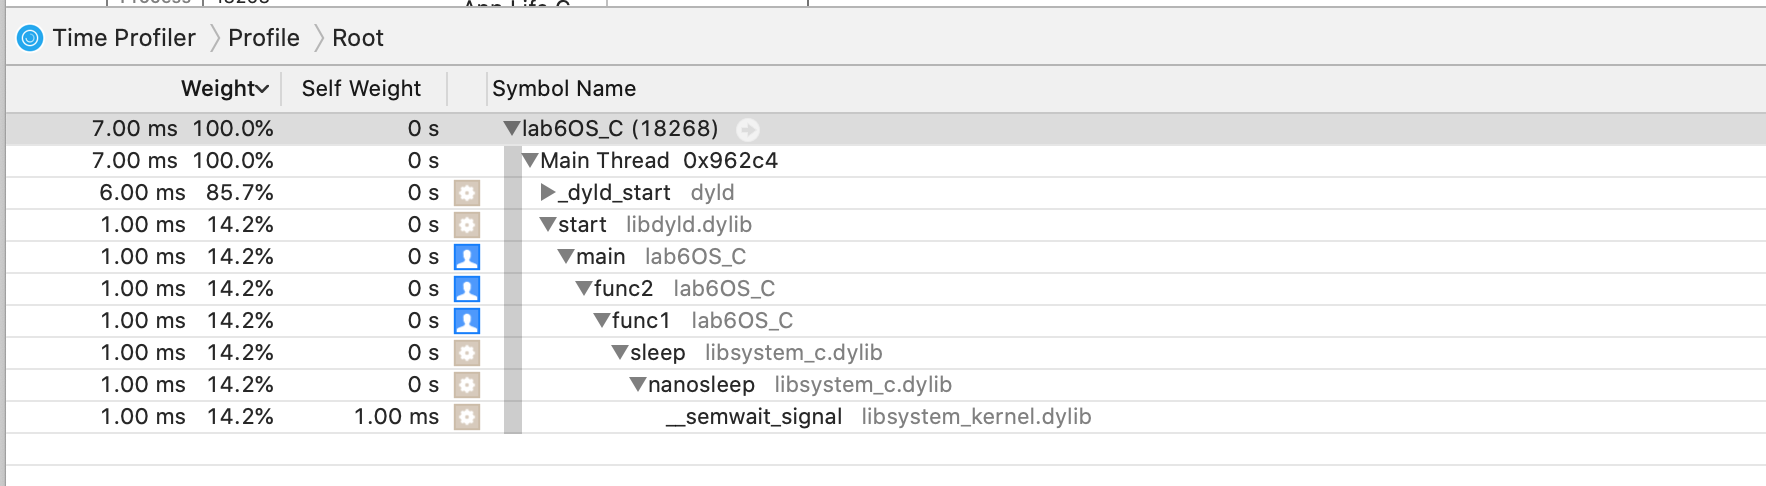 Time Profiler Profile Root
Weight Self Weight Symbol Name
7.00 ms 100.0% 0 s lab6OS_C (18268)
7.00 ms 100.0% 0 s Main Thread 0x962c4
6.00 ms 85.7% 0 s _dyld_start dyld
1.00 ms 14.2% 0 s start libdyld.dylib
1.00 ms 14.2% 0 s main lab6OS_C
1.00 ms 14.2% 0 s func2 lab6OS_C
1.00 ms 14.2% 0 s func1 lab6OS_C
1.00 ms 14.2% 0 s sleep libsystem_c.dylib
1.00 ms 14.2% 0 s nanosleep libsystem_c.dylib
1.00 ms 14.2% 1.00 ms __semwait_signal libsystem_kernel.dylib